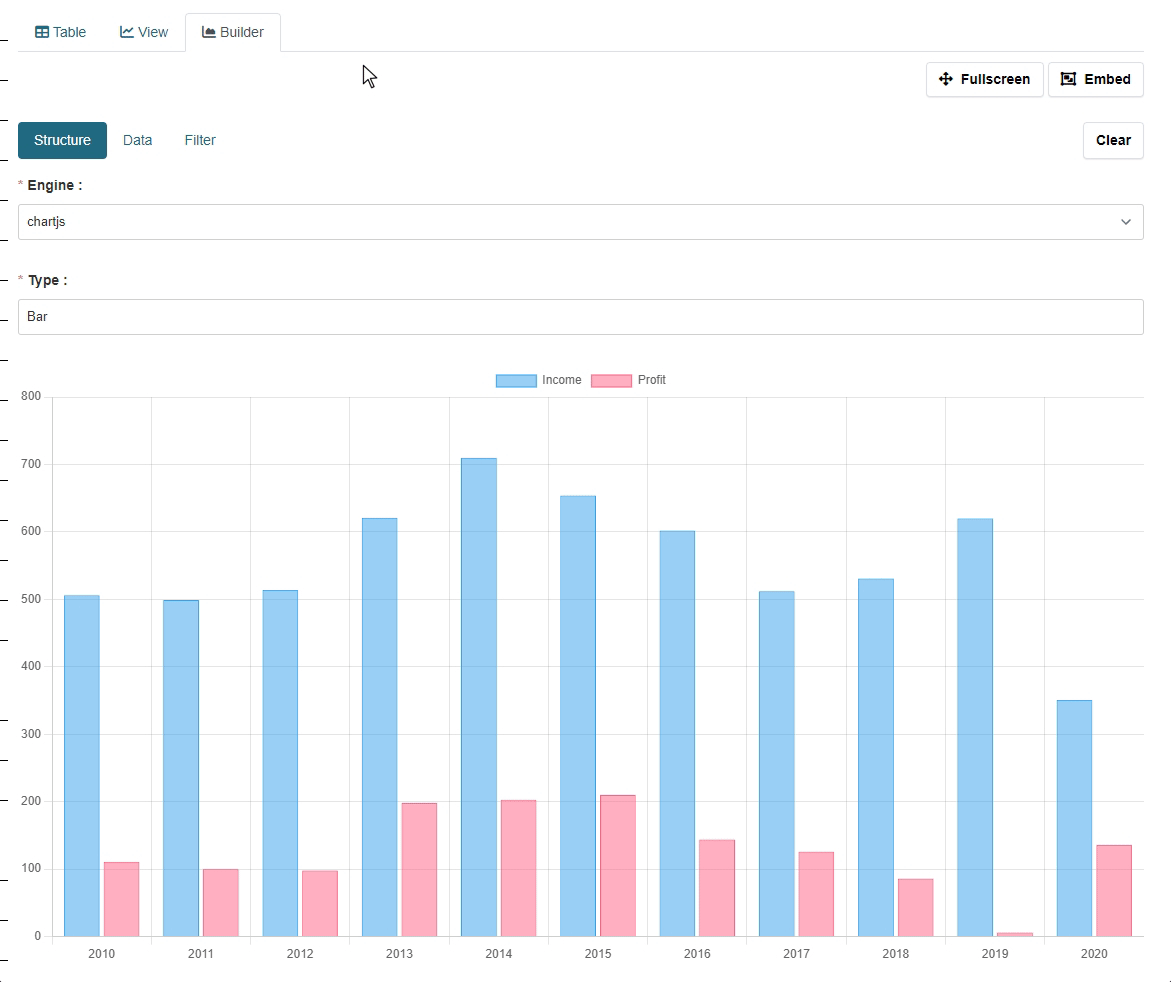 Table View Builder
Fullscreen Embed
Structure Data Filter Clear
* Engine :
chartjs
* Type :
Bar
Income Profit
800
700
600
500
400
300
200
100
0
2010 2011 2012 2013 2014 2015 2016 2017 2018 2019 2020